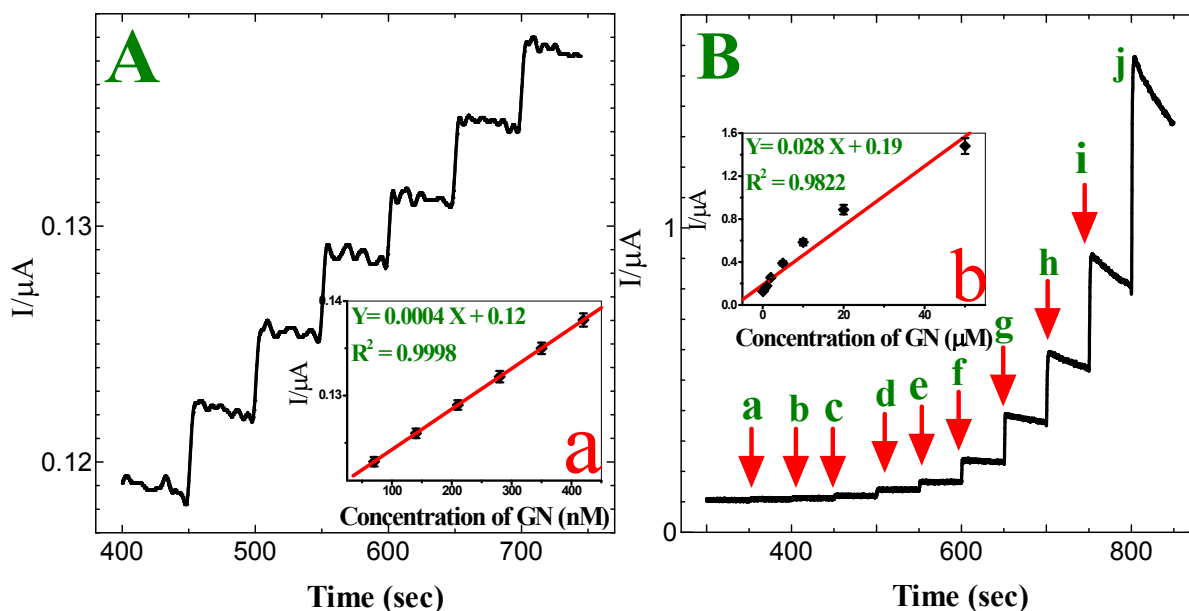 A
I/µA
0.13
0.12
400
500
600
700
Time (sec)
Y= 0.0004 X + 0.12
R² = 0.9998
I/µA
0.14
0.13
100
200
300
400
Concentration of GN (nM)
a
B
I/µA
1
0
400
600
800
Time (sec)
Y= 0.028 X + 0.19
R² = 0.9822
I/µA
1.6
1.2
0.8
0.4
0.0
0
20
40
Concentration of GN (µM)
b
a
b
c
d
e
f
g
h
i
j